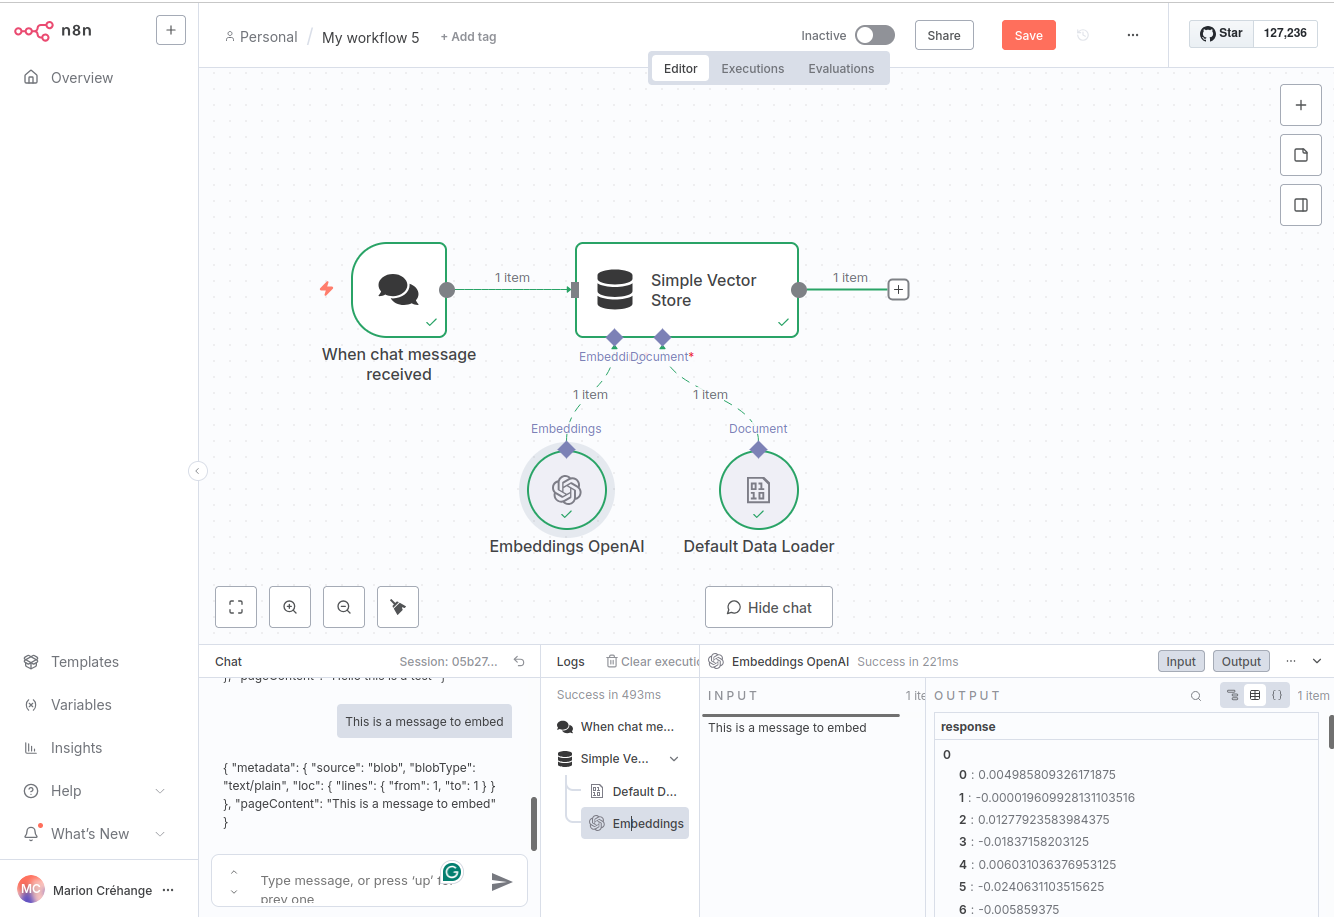 n8n
Personal / My workflow 5 + Add tag
Inactive
Share
Save
Star 127,236
Overview
Editor Executions Evaluations
1 item
Simple Vector
Store
1 item
When chat message
received
Document*
1 item
1 item
Embeddings
Document
0 1
1 0
Embeddings OpenAI
Default Data Loader
Hide chat
Templates
Variables
Insights
Help
What's New
MC Marion Créhange
Chat Session: 05b27...
This is a message to embed
{ "metadata": { "source": "blob", "blobType":
"text/plain", "loc": { "lines": { "from": 1, "to": 1 } }
}, "pageContent": "This is a message to embed"
}
Type message, or press 'up'
prev one
Logs Clear executio
Success in 493ms
When chat me...
Simple Ve...
Default D...
Embeddings
Embeddings OpenAI Success in 221ms
Input Output
INPUT 1 ite
This is a message to embed
OUTPUT 1 item
response
0
0 : 0.004985809326171875
1 : -0.000019609928131103516
2 : 0.01277923583984375
3 : -0.01837158203125
4 : 0.006031036376953125
5 : -0.0240631103515625
6 : -0.005859375